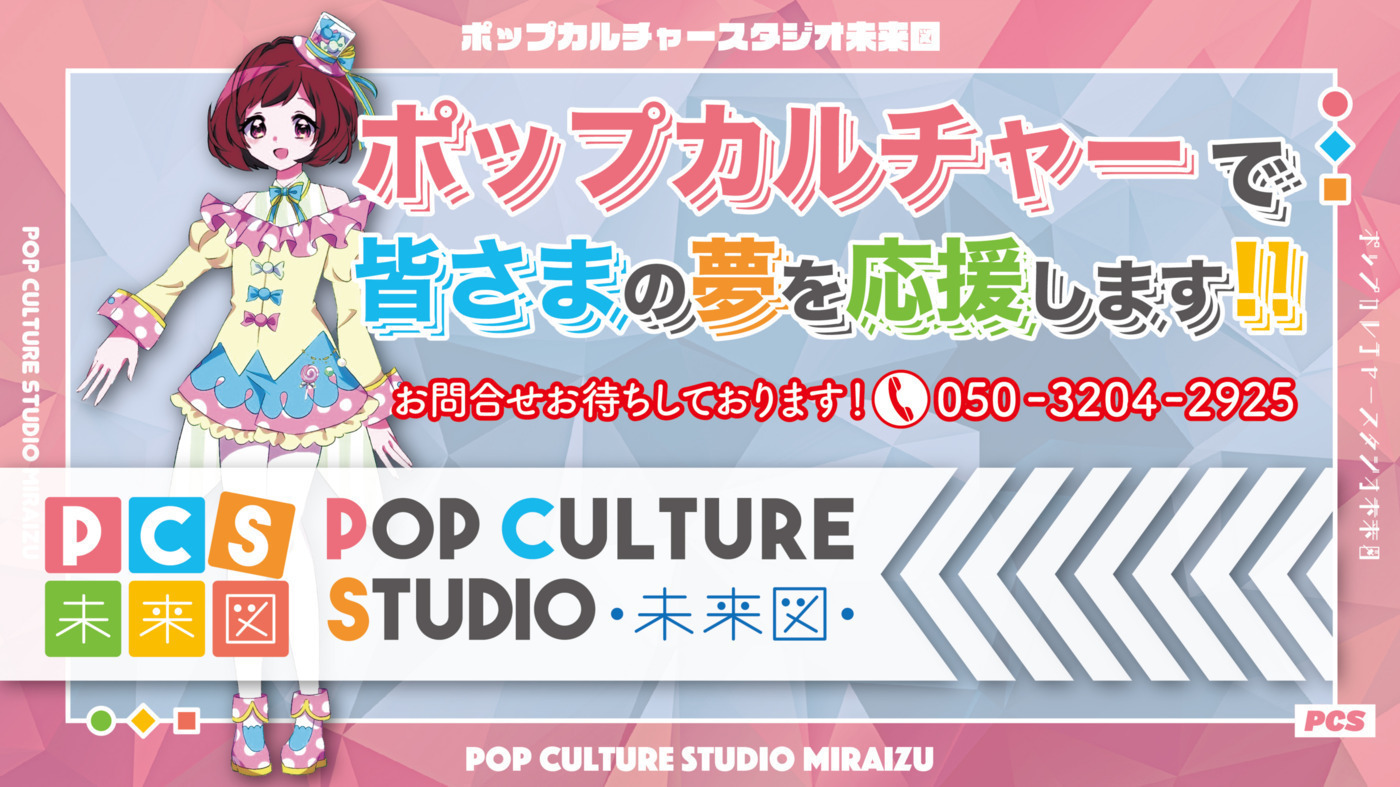 ポップカルチャースタジオ未来図
ポップカルチャーで
皆さまの夢を応援します!!
お問合せお待ちしております!050-3204-2925
POP CULTURE STUDIO MIRAIZU
ポップカルチャースタジオ未来図
PCS
未来図
POP CULTURE
STUDIO・未来図・
PCS
POP CULTURE STUDIO MIRAIZU